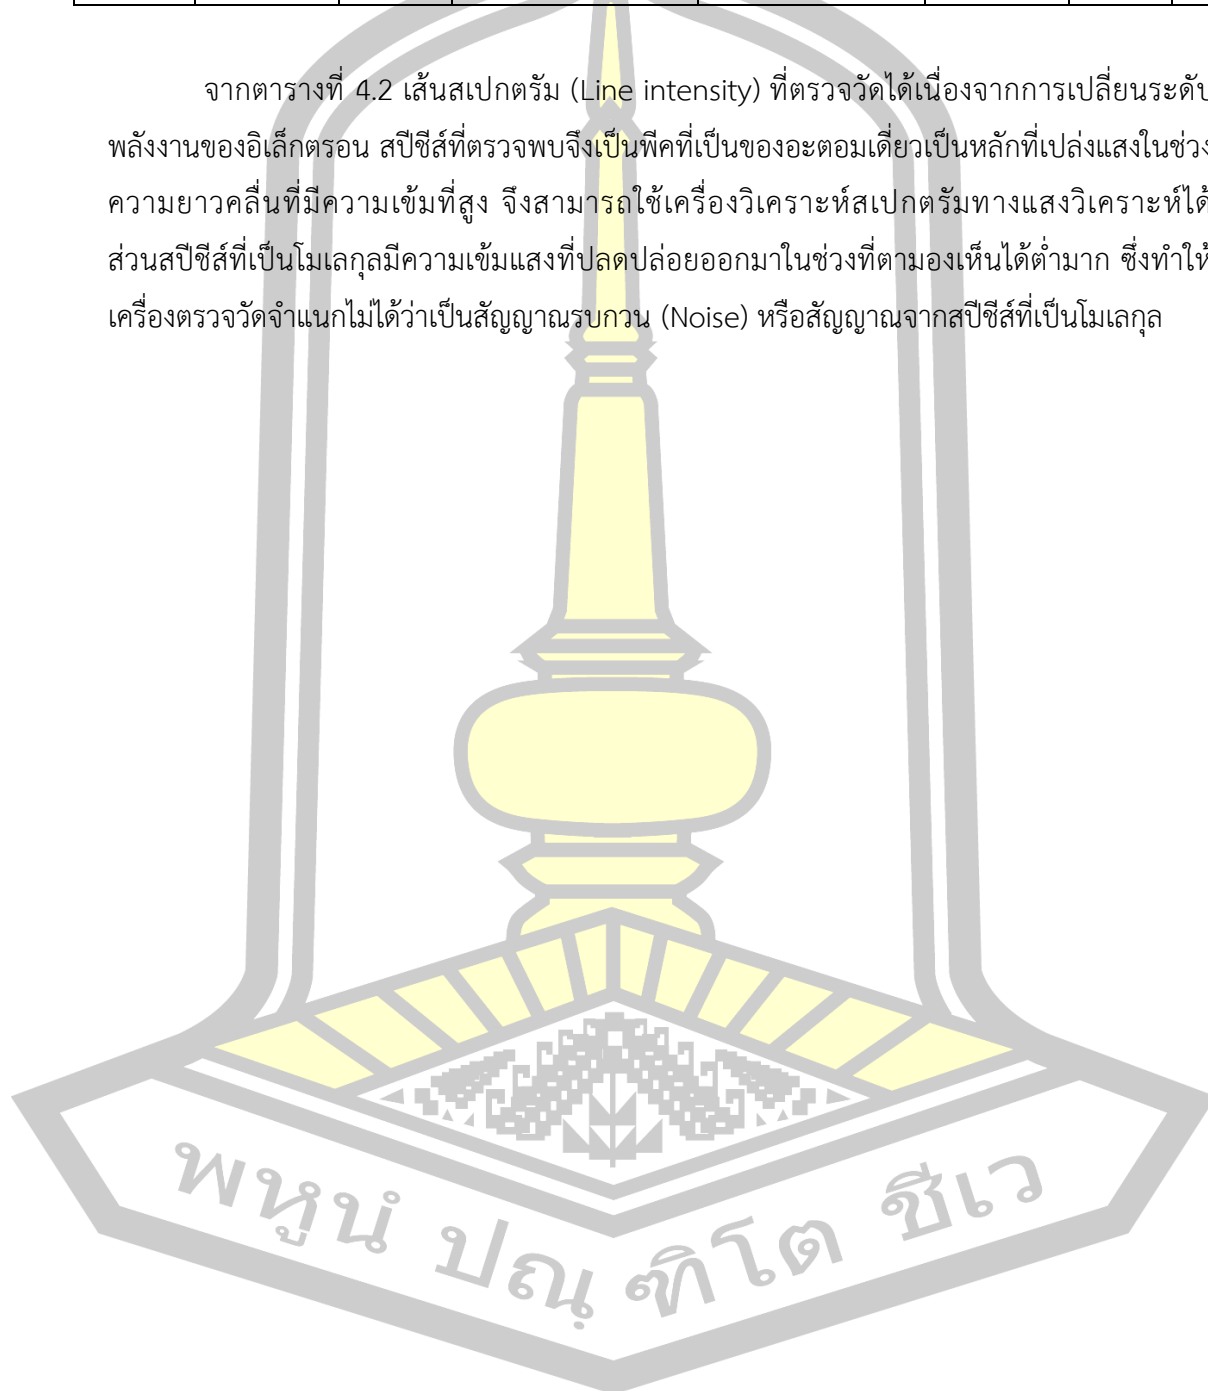 จากตารางที่ 4.2 เส้นสเปกตรัม (Line intensity) ที่ตรวจวัดได้เนื่องจากการเปลี่ยนระดับ
พลังงานของอิเล็กตรอน สปีชีส์ที่ตรวจพบจึงเป็นพีคที่เป็นของอะตอมเดี่ยวเป็นหลักที่เปล่งแสงในช่วง
ความยาวคลื่นที่มีความเข้มที่สูง จึงสามารถใช้เครื่องวิเคราะห์สเปกตรัมทางแสงวิเคราะห์ได้
ส่วนสปีชีส์ที่เป็นโมเลกุลมีความเข้มแสงที่ปลดปล่อยออกมาในช่วงที่ตามองเห็นได้ต่ำมาก ซึ่งทำให้
เครื่องตรวจวัดจำแนกไม่ได้ว่าเป็นสัญญาณรบกวน (Noise) หรือสัญญาณจากสปีชีส์ที่เป็นโมเลกุล
พหูนํ ปณฺฑิโต ชีเว